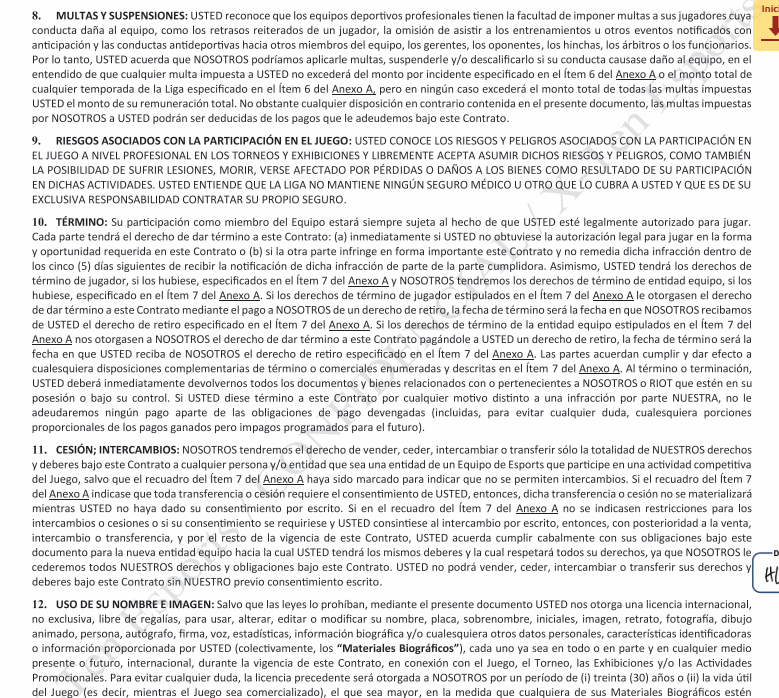 Inici
8. MULTAS Y SUSPENSIONES: USTED reconoce que los equipos deportivos profesionales tienen la facultad de imponer multas a sus jugadores cuya
conducta daña al equipo, como los retrasos reiterados de un jugador, la omisión de asistir a los entrenamientos u otros eventos notificados con
anticipación y las conductas antideportivas hacia otros miembros del equipo, los gerentes, los oponentes, los hinchas, los árbitros o los funcionarios.
Por lo tanto, USTED acuerda que NOSOTROS podríamos aplicarle multas, suspenderle y/o descalificarlo si su conducta causase daño al equipo, en el
entendido de que cualquier multa impuesta a USTED no excederá del monto por incidente especificado en el Ítem 6 del Anexo A o el monto total de
cualquier temporada de la Liga especificado en el Ítem 6 del Anexo A, pero en ningún caso excederá el monto total de todas las multas impuestas
USTED el monto de su remuneración total. No obstante cualquier disposición en contrario contenida en el presente documento, las multas impuestas
por NOSOTROS a USTED podrán ser deducidas de los pagos que le adeudemos bajo este Contrato.
9. RIESGOS ASOCIADOS CON LA PARTICIPACIÓN EN EL JUEGO: USTED CONOCE LOS RIESGOS Y PELIGROS ASOCIADOS CON LA PARTICIPACIÓN EN
EL JUEGO A NIVEL PROFESIONAL EN LOS TORNEOS Y EXHIBICIONES Y LIBREMENTE ACEPTA ASUMIR DICHOS RIESGOS Y PELIGROS, COMO TAMBIÉN
LA POSIBILIDAD DE SUFRIR LESIONES, MORIR, VERSE AFECTADO POR PÉRDIDAS O DAÑOS A LOS BIENES COMO RESULTADO DE SU PARTICIPACIÓN
EN DICHAS ACTIVIDADES. USTED ENTIENDE QUE LA LIGA NO MANTIENE NINGÚN SEGURO MÉDICO U OTRO QUE LO CUBRA A USTED Y QUE ES DE SU
EXCLUSIVA RESPONSABILIDAD CONTRATAR SU PROPIO SEGURO.
10. TÉRMINO: Su participación como miembro del Equipo estará siempre sujeta al hecho de que USTED esté legalmente autorizado para jugar.
Cada parte tendrá el derecho de dar término a este Contrato: (a) inmediatamente si USTED no obtuviese la autorización legal para jugar en la forma
y oportunidad requerida en este Contrato o (b) si la otra parte infringe en forma importante este Contrato y no remedia dicha infracción dentro de
los cinco (5) días siguientes de recibir la notificación de dicha infracción de parte de la parte cumplidora. Asimismo, USTED tendrá los derechos de
término de jugador, si los hubiese, especificados en el Ítem 7 del Anexo A y NOSOTROS tendremos los derechos de término de entidad equipo, si los
hubiese, especificado en el Ítem 7 del Anexo A. Si los derechos de término de jugador estipulados en el Ítem 7 del Anexo A le otorgasen el derecho
de dar término a este Contrato mediante el pago a NOSOTROS de un derecho de retiro, la fecha de término será la fecha en que NOSOTROS recibamos
de USTED el derecho de retiro especificado en el Ítem 7 del Anexo A. Si los derechos de término de la entidad equipo estipulados en el Ítem 7 del
Anexo A nos otorgasen a NOSOTROS el derecho de dar término a este Contrato pagándole a USTED un derecho de retiro, la fecha de término será la
fecha en que USTED reciba de NOSOTROS el derecho de retiro especificado en el Ítem 7 del Anexo A. Las partes acuerdan cumplir y dar efecto a
cualesquiera disposiciones complementarias de término o comerciales enumeradas y descritas en el Ítem 7 del Anexo A. Al término o terminación,
USTED deberá inmediatamente devolvernos todos los documentos o bienes relacionados con o pertenecientes a NOSOTROS o RIOT que estén en su
posesión o bajo su control. Si USTED diese término a este Contrato por cualquier motivo distinto a una infracción por parte NUESTRA, no le
adeudaremos ningún pago aparte de las obligaciones de pago devengadas (incluidas, para evitar cualquier duda, cualesquiera porciones
proporcionales de los pagos ganados pero impagos programados para el futuro).
11. CESIÓN; INTERCAMBIOS: NOSOTROS tendremos el derecho de vender, ceder, intercambiar o transferir sólo la totalidad de NUESTROS derechos
y deberes bajo este Contrato a cualquier persona y/o entidad que sea una entidad de un Equipo de Esports que participe en una actividad competitiva
del Juego, salvo que el recuadro del Ítem 7 del Anexo A haya sido marcado para indicar que no se permiten intercambios. Si el recuadro del Ítem 7
del Anexo A indicase que toda transferencia o cesión requiere el consentimiento de USTED, entonces, dicha transferencia o cesión no se materializará
mientras USTED no haya dado su consentimiento por escrito. Si en el recuadro del Ítem 7 del Anexo A no se indicasen restricciones para los
intercambios o cesiones o si su consentimiento se requiriese y USTED consintiese al intercambio por escrito, entonces, con posterioridad a la venta,
intercambio o transferencia, y por el resto de la vigencia de este Contrato, USTED acuerda cumplir cabalmente con sus obligaciones bajo este
documento para la nueva entidad equipo hacia la cual USTED tendrá los mismos deberes y la cual respetará todos su derechos, ya que NOSOTROS le
cederemos todos NUESTROS derechos y obligaciones bajo este Contrato. USTED no podrá vender, ceder, intercambiar o transferir sus derechos y
deberes bajo este Contrato sin NUESTRO previo consentimiento escrito.
12. USO DE SU NOMBRE E IMAGEN: Salvo que las leyes lo prohíban, mediante el presente documento USTED nos otorga una licencia internacional,
no exclusiva, libre de regalías, para usar, alterar, editar o modificar su nombre, placa, sobrenombre, iniciales, imagen, retrato, fotografía, dibujo
animado, persona, autógrafo, firma, voz, estadísticas, información biográfica y/o cualesquiera otros datos personales, características identificadoras
o información proporcionada por USTED (colectivamente, los “Materiales Biográficos”), cada uno ya sea en todo o en parte y en cualquier medio
presente o futuro, internacional, durante la vigencia de este Contrato, en conexión con el Juego, el Torneo, las Exhibiciones y/o las Actividades
Promocionales. Para evitar cualquier duda, la licencia precedente será otorgada a NOSOTROS por un período de (i) treinta (30) años o (ii) la vida útil
del Juego (es decir, mientras el Juego sea comercializado), el que sea mayor, en la medida que cualquiera de sus Materiales Biográficos estén